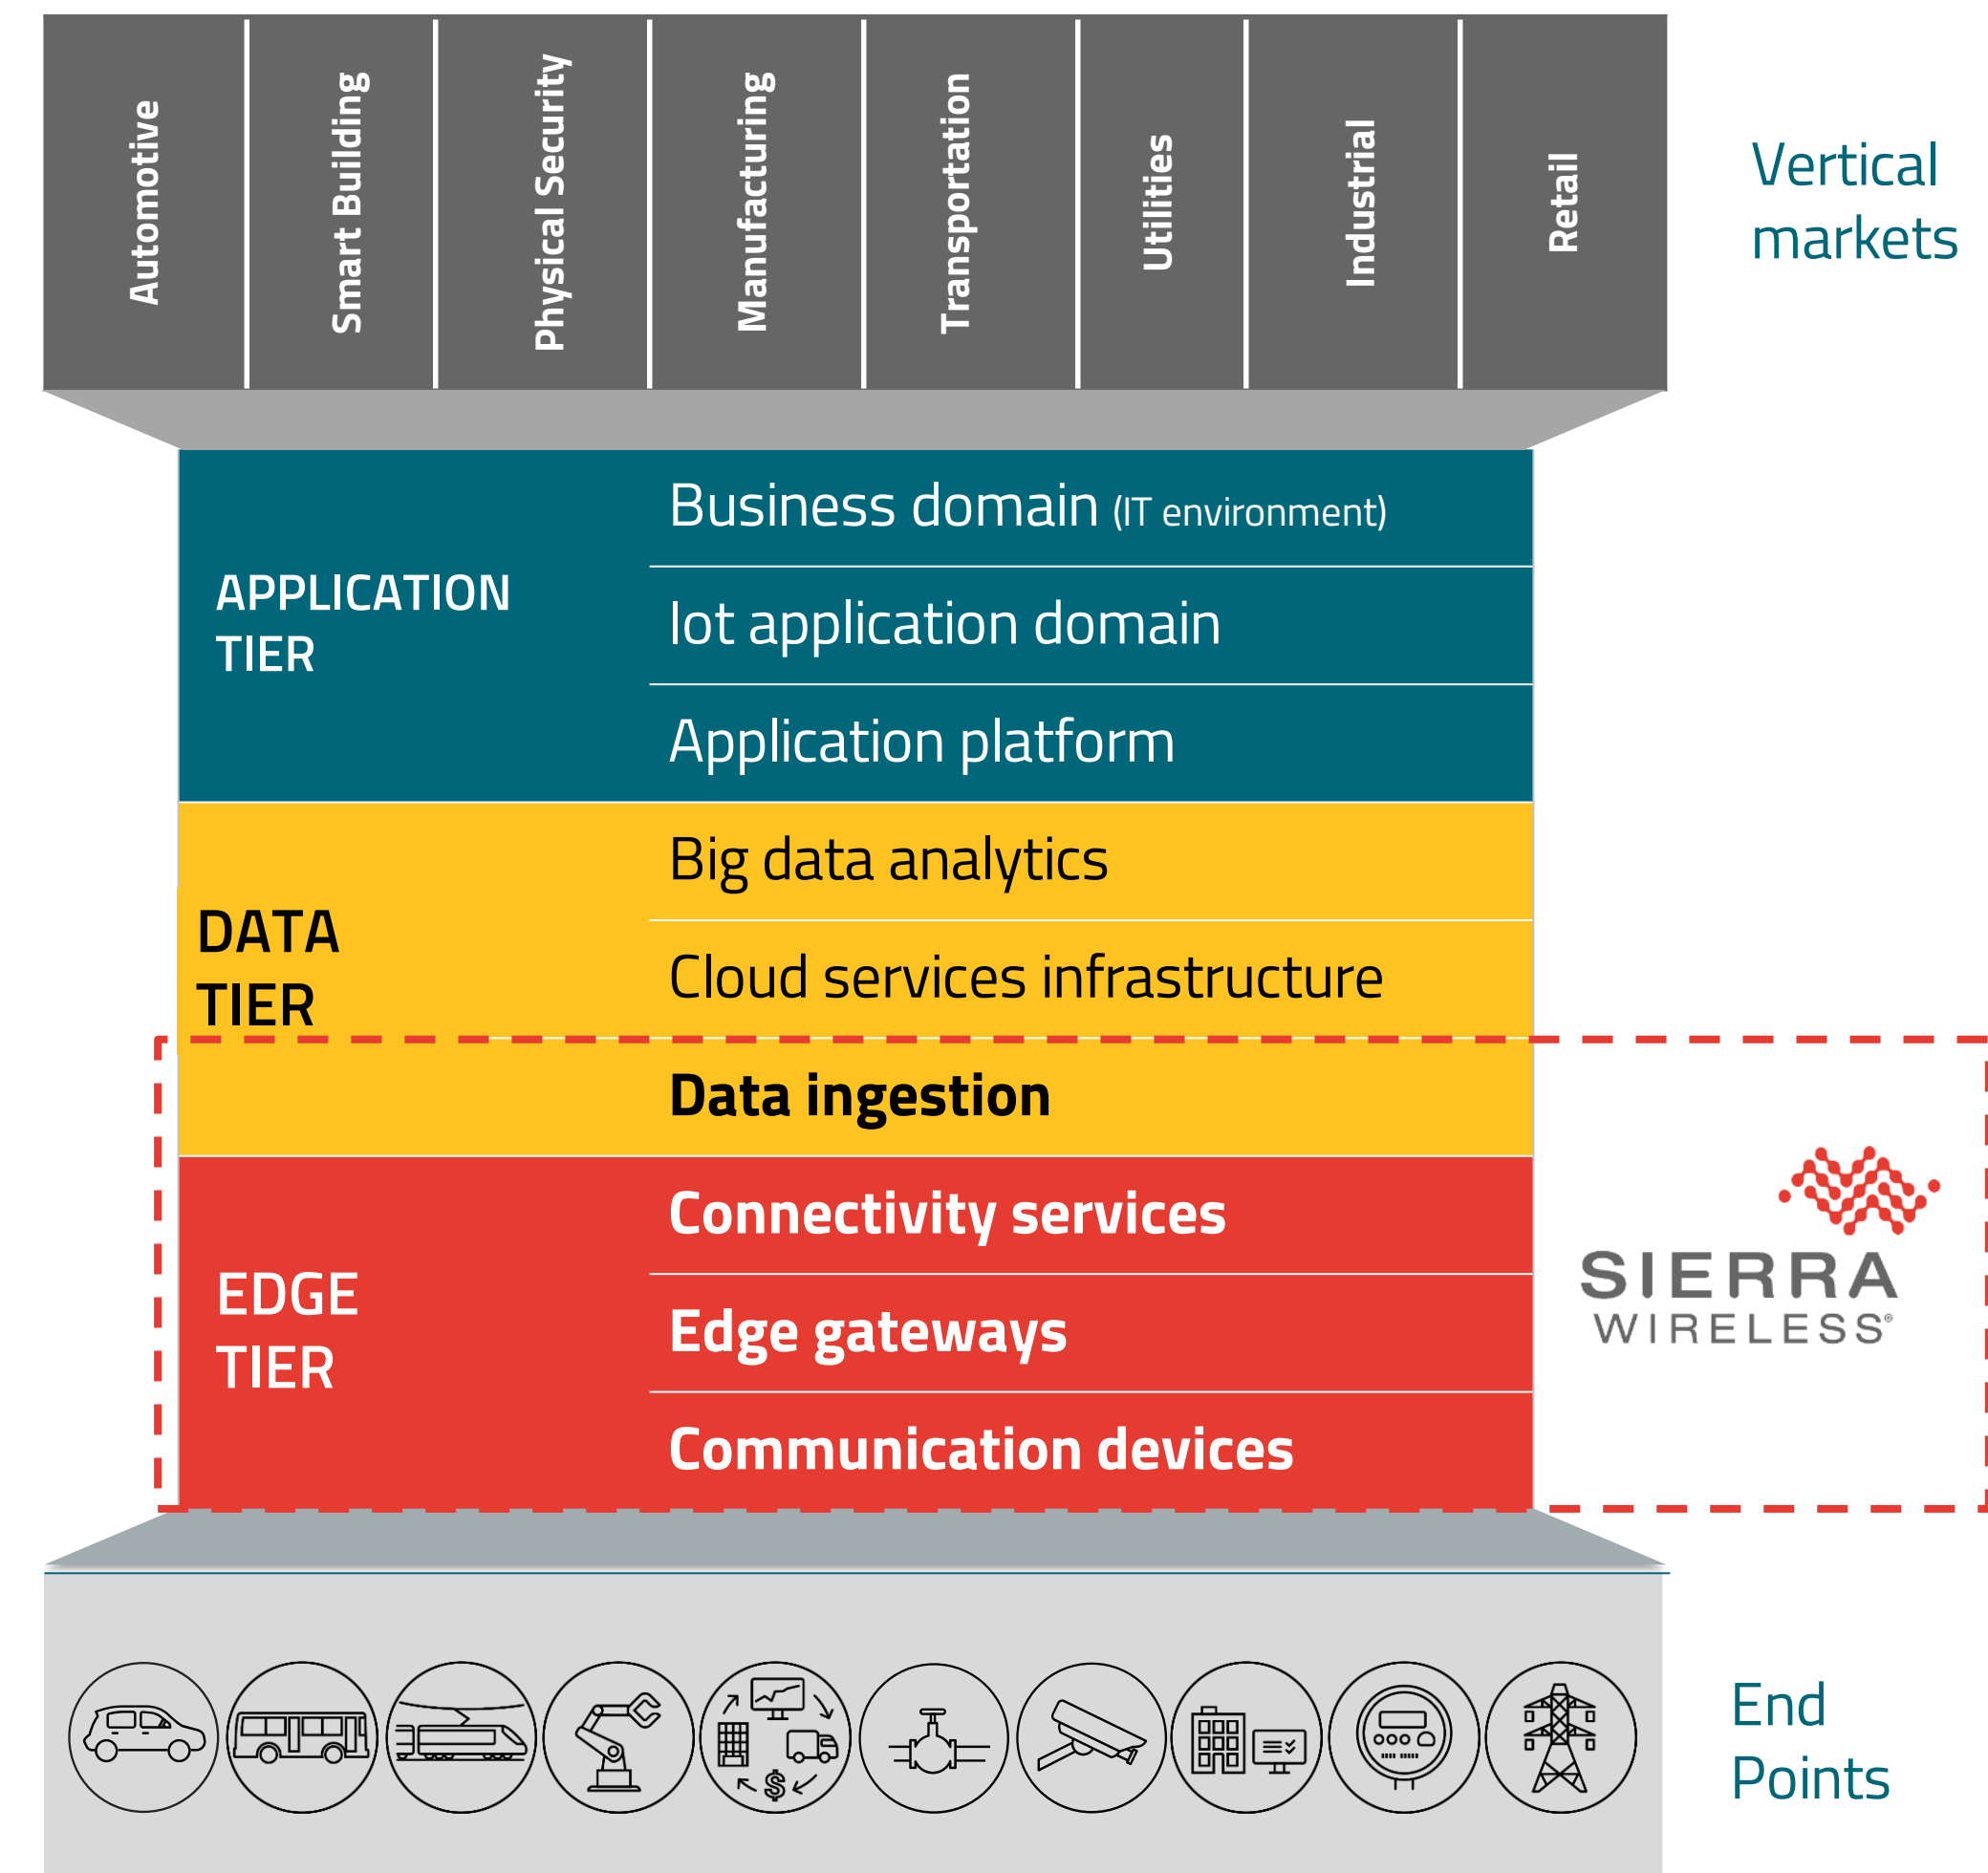 Automotive
Smart Building
Physical Security
Manufacturing
Transportation
Utilities
Industrial
Retail
Vertical
markets
APPLICATION
TIER
Business domain (IT environment)
Iot application domain
Application platform
DATA
TIER
Big data analytics
Cloud services infrastructure
Data ingestion
EDGE
TIER
Connectivity services
Edge gateways
Communication devices
SIERRA
WIRELESS®
$
End
Points